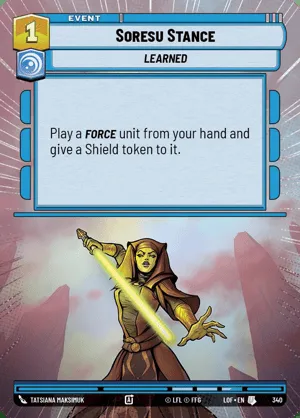 EVENT
1
SORESU STANCE
LEARNED
Play a FORCE unit from your hand and
give a Shield token to it.
TATSIANA MAKSIMUK
© LFL © FFG
LOF • EN
340